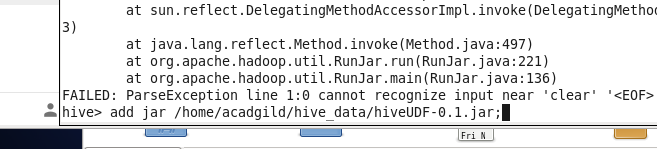 at sun.reflect.DelegatingMethodAccessorImpl.invoke(DelegatingMethod
3)
at java.lang.reflect.Method.invoke(Method.java:497)
at org.apache.hadoop.util.RunJar.run(RunJar.java:221)
at org.apache.hadoop.util.RunJar.main(RunJar.java:136)
FAILED: ParseException line 1:0 cannot recognize input near 'clear' '<EOF>
hive> add jar /home/acadgild/hive_data/hiveUDF-0.1.jar;
Fri N